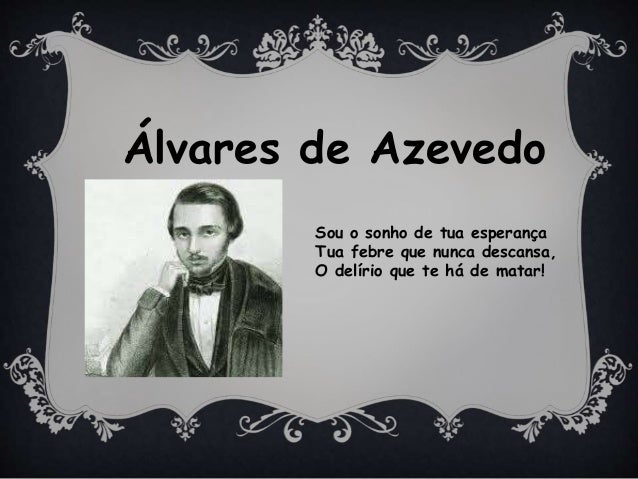 Álvares de Azevedo
Sou o sonho de tua esperança
Tua febre que nunca descansa,
O delírio que te há de matar!